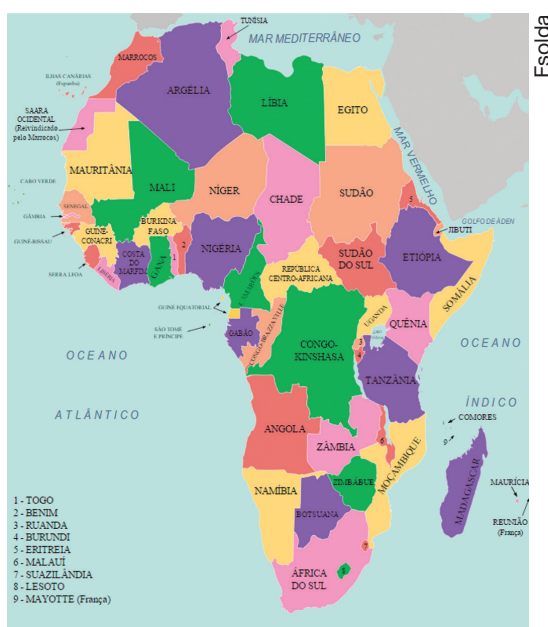 Esolda
TUNÍSIA
MAR MEDITERRÂNEO
MARROCOS
ILHAS CANÁRIAS
(Espanha)
ARGÉLIA
LÍBIA
EGITO
SAARA
OCIDENTAL
(Reivindicado
pelo Marrocos)
MAR VERMELHO
MAURITÂNIA
MALI
NÍGER
CHADE
SUDÃO
CABO VERDE
SENEGAL
GÂMBIA
GUINÉ-BISSAU
GUINÉ-
CONACRI
BURKINA
FASO
5
GOLFO DE ÁDEN
JIBUTI
SERRA LEOA
LIBÉRIA
COSTA
DO
MARFIM
GANA
1
2
NIGÉRIA
CAMARÕES
REPÚBLICA
CENTRO-AFRICANA
SUDÃO
DO SUL
ETIÓPIA
SOMÁLIA
GUINÉ EQUATORIAL
SÃO TOMÉ
E PRÍNCIPE
GABÃO
CONGO-BRAZZAVILLE
CONGO-
KINSHASA
UGANDA
QUÊNIA
3
4
TANZÂNIA
OCEANO
ATLÂNTICO
OCEANO
ÍNDICO
COMORES
9
ANGOLA
ZÂMBIA
6
MOÇAMBIQUE
MADAGASCAR
MAURÍCIA
REUNIÃO
(França)
NAMÍBIA
ZIMBÁBUE
BOTSUANA
7
8
ÁFRICA
DO SUL
1 - TOGO
2 - BENIM
3 - RUANDA
4 - BURUNDI
5 - ERITREIA
6 - MALAUÍ
7 - SUAZILÂNDIA
8 - LESOTO
9 - MAYOTTE (França)